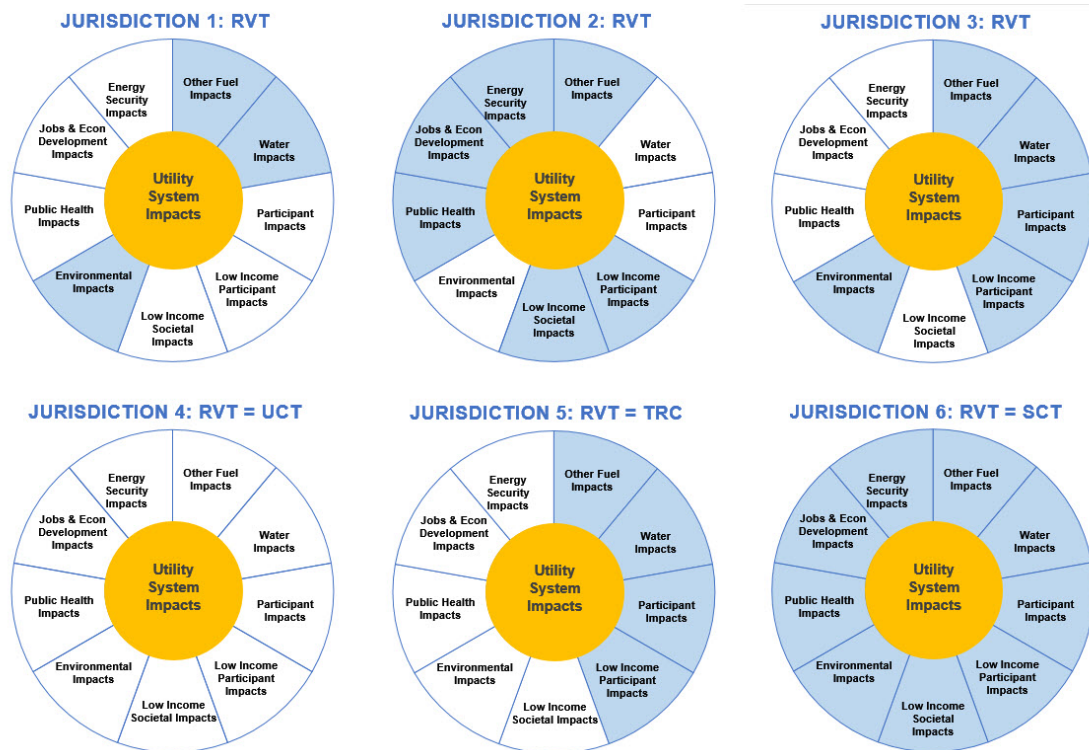 JURISDICTION 1: RVT
Energy
Security
Impacts
Other Fuel
Impacts
Jobs & Econ
Development
Impacts
Water
Impacts
Utility
System
Impacts
Public Health
Impacts
Participant
Impacts
Environmental
Impacts
Low Income
Participant
Impacts
Low Income
Societal
Impacts
JURISDICTION 2: RVT
Energy
Security
Impacts
Other Fuel
Impacts
Jobs & Econ
Development
Impacts
Water
Impacts
Utility
System
Impacts
Public Health
Impacts
Participant
Impacts
Environmental
Impacts
Low Income
Participant
Impacts
Low Income
Societal
Impacts
JURISDICTION 3: RVT
Energy
Security
Impacts
Other Fuel
Impacts
Jobs & Econ
Development
Impacts
Water
Impacts
Utility
System
Impacts
Public Health
Impacts
Participant
Impacts
Environmental
Impacts
Low Income
Participant
Impacts
Low Income
Societal
Impacts
JURISDICTION 4: RVT = UCT
Energy
Security
Impacts
Other Fuel
Impacts
Jobs & Econ
Development
Impacts
Water
Impacts
Utility
System
Impacts
Public Health
Impacts
Participant
Impacts
Environmental
Impacts
Low Income
Participant
Impacts
Low Income
Societal Impacts
JURISDICTION 5: RVT = TRC
Energy
Security
Impacts
Other Fuel
Impacts
Jobs & Econ
Development
Impacts
Water
Impacts
Utility
System
Impacts
Public Health
Impacts
Participant
Impacts
Environmental
Impacts
Low Income
Participant
Impacts
Low Income
Societal Impacts
JURISDICTION 6: RVT = SCT
Energy
Security
Impacts
Other Fuel
Impacts
Jobs & Econ
Development
Impacts
Water
Impacts
Utility
System
Impacts
Public Health
Impacts
Participant
Impacts
Environmental
Impacts
Low Income
Participant
Impacts
Low Income
Societal
Impacts